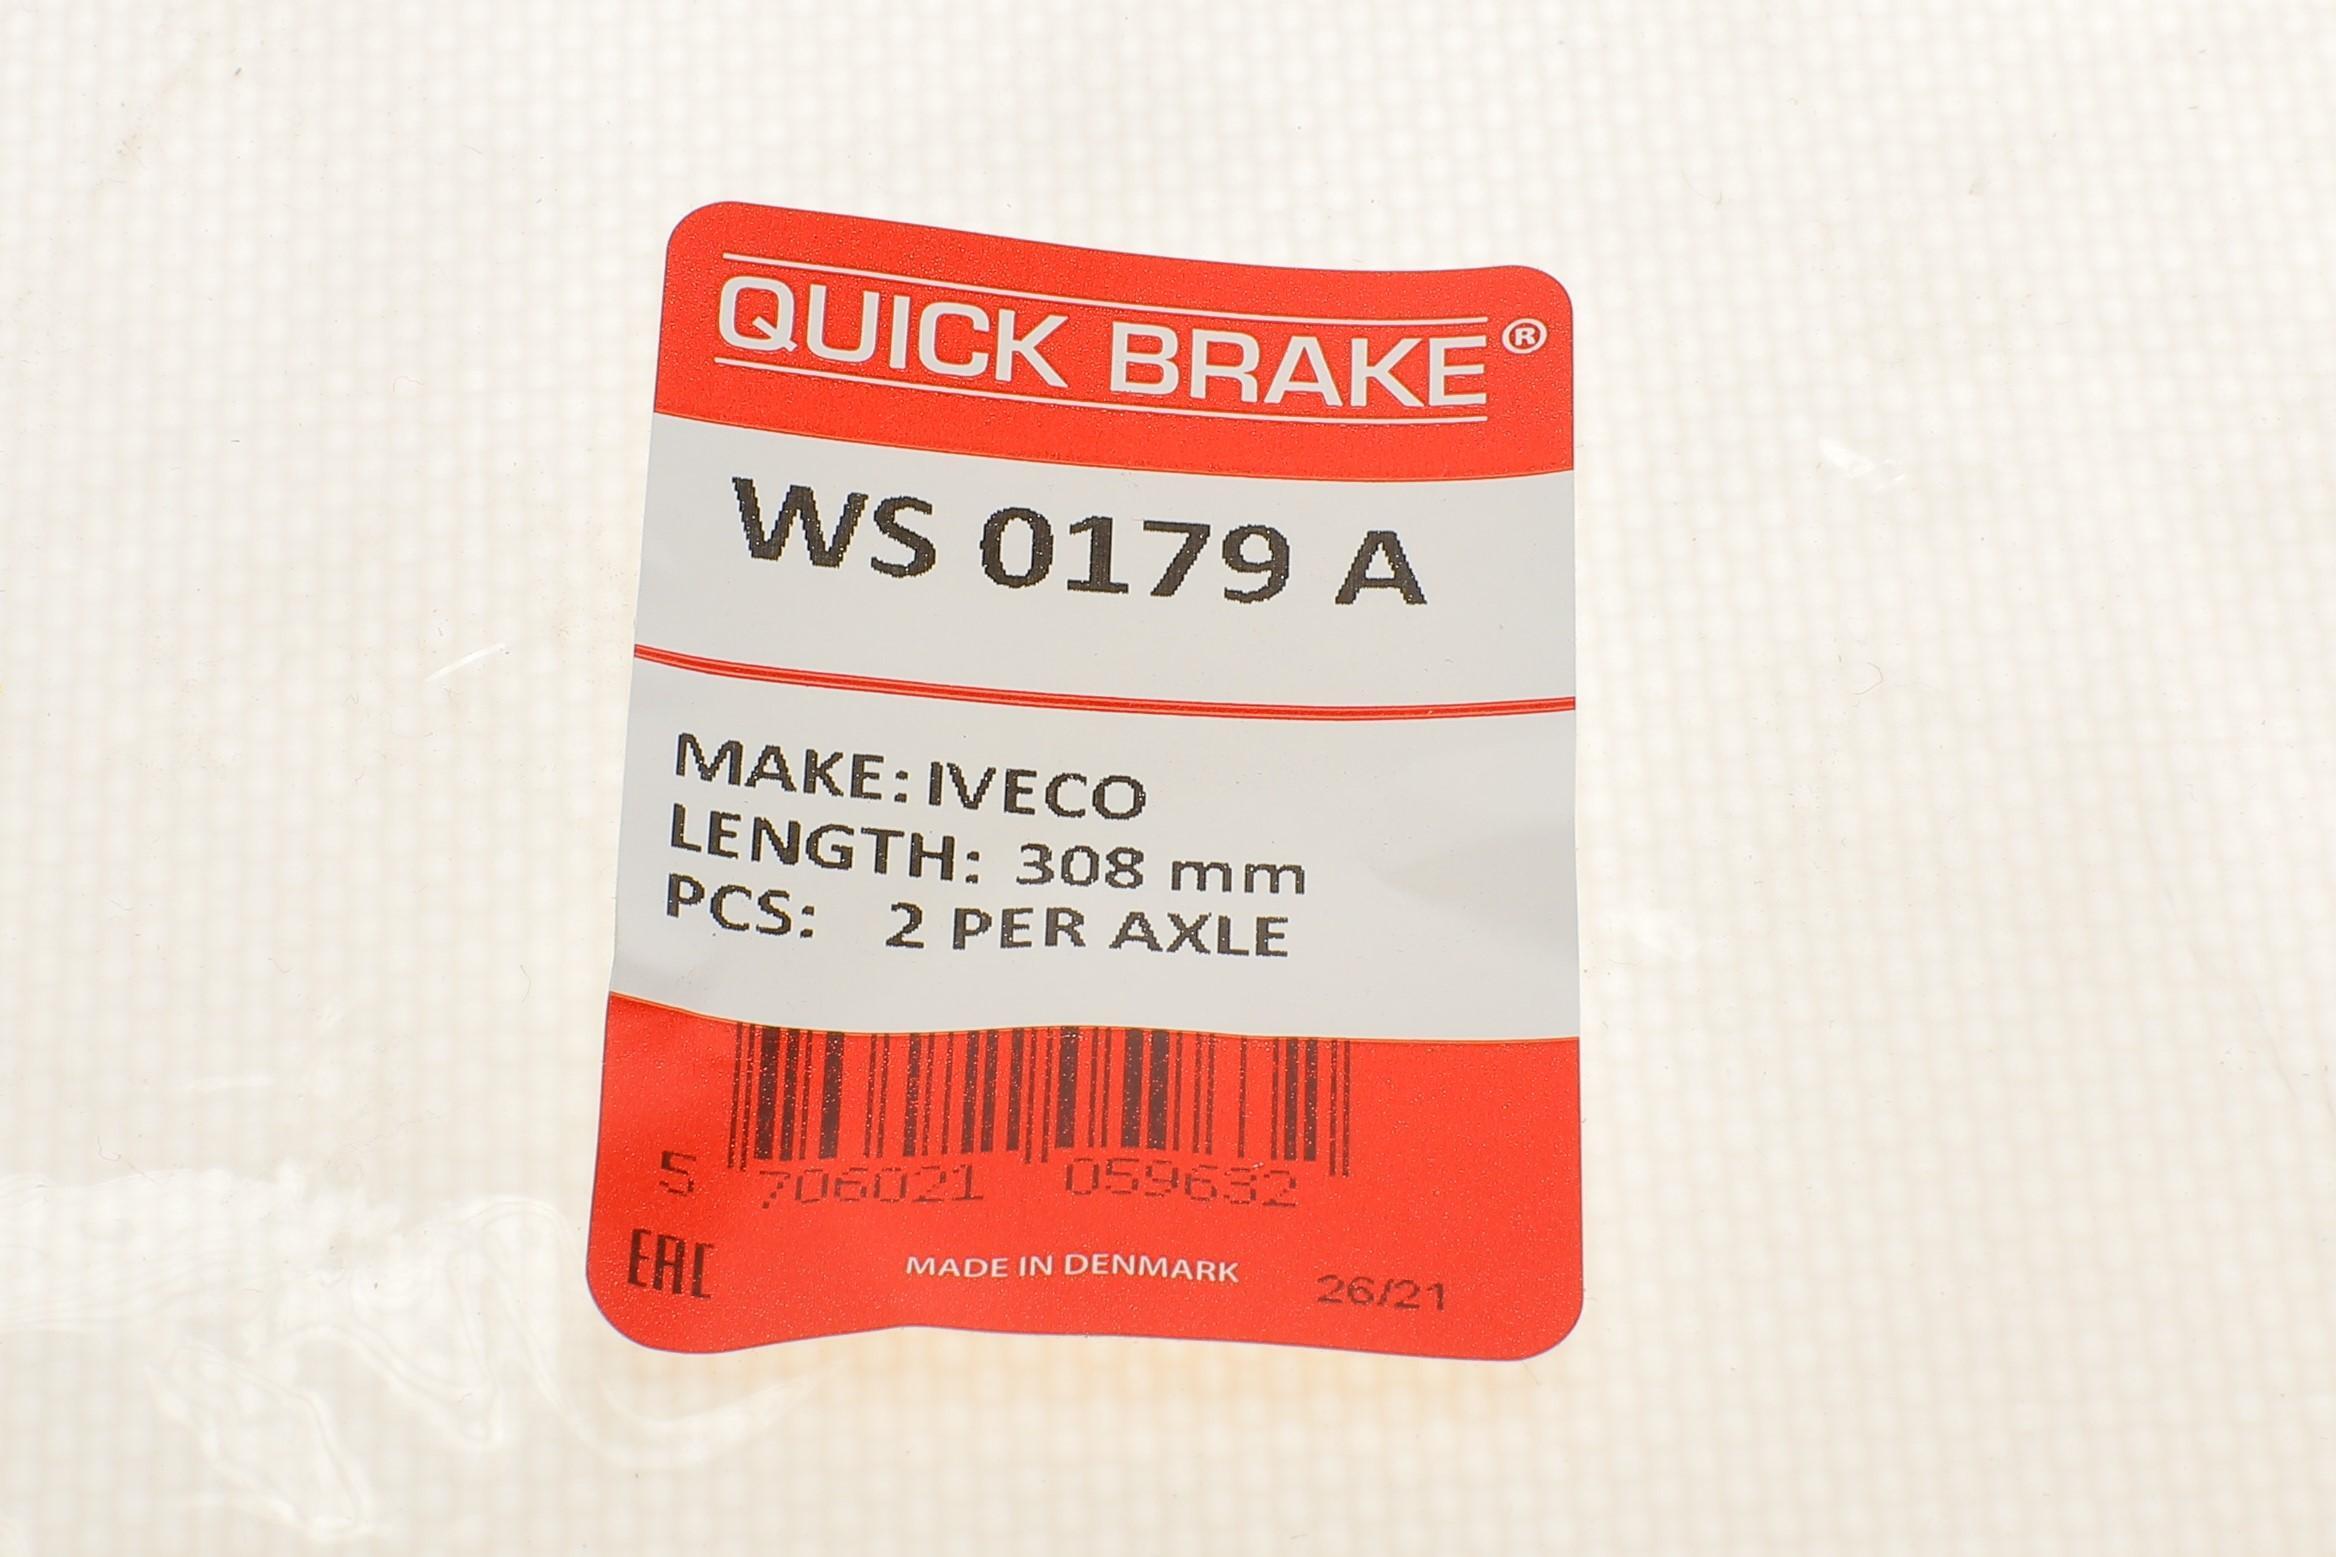 QUICK BRAKE®
WS 0179 A
MAKE: IVECO
LENGTH: 308 mm
PCS: 2 PER AXLE
5 706021 059632
EAC
MADE IN DENMARK
26/21